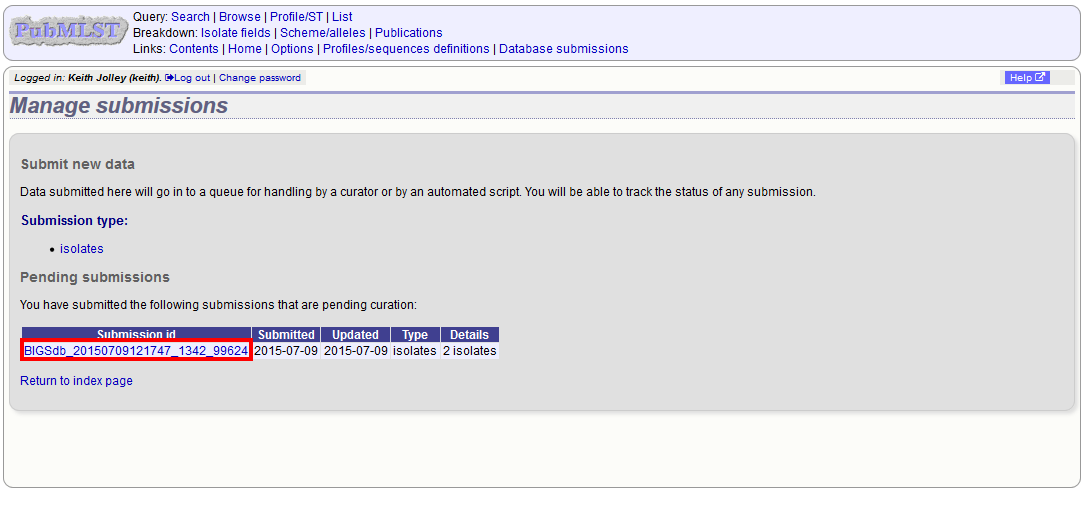 PubMLST
Query: Search | Browse | Profile/ST | List
Breakdown: Isolate fields | Scheme/alleles | Publications
Links: Contents | Home | Options | Profiles/sequences definitions | Database submissions
Logged in: Keith Jolley (keith). Log out | Change password
Help
Manage submissions
Submit new data
Data submitted here will go in to a queue for handling by a curator or by an automated script. You will be able to track the status of any submission.
Submission type:
• isolates
Pending submissions
You have submitted the following submissions that are pending curation:
Submission id Submitted Updated Type Details
BIGSdb_20150709121747_1342_99624 2015-07-09 2015-07-09 isolates 2 isolates
Return to index page